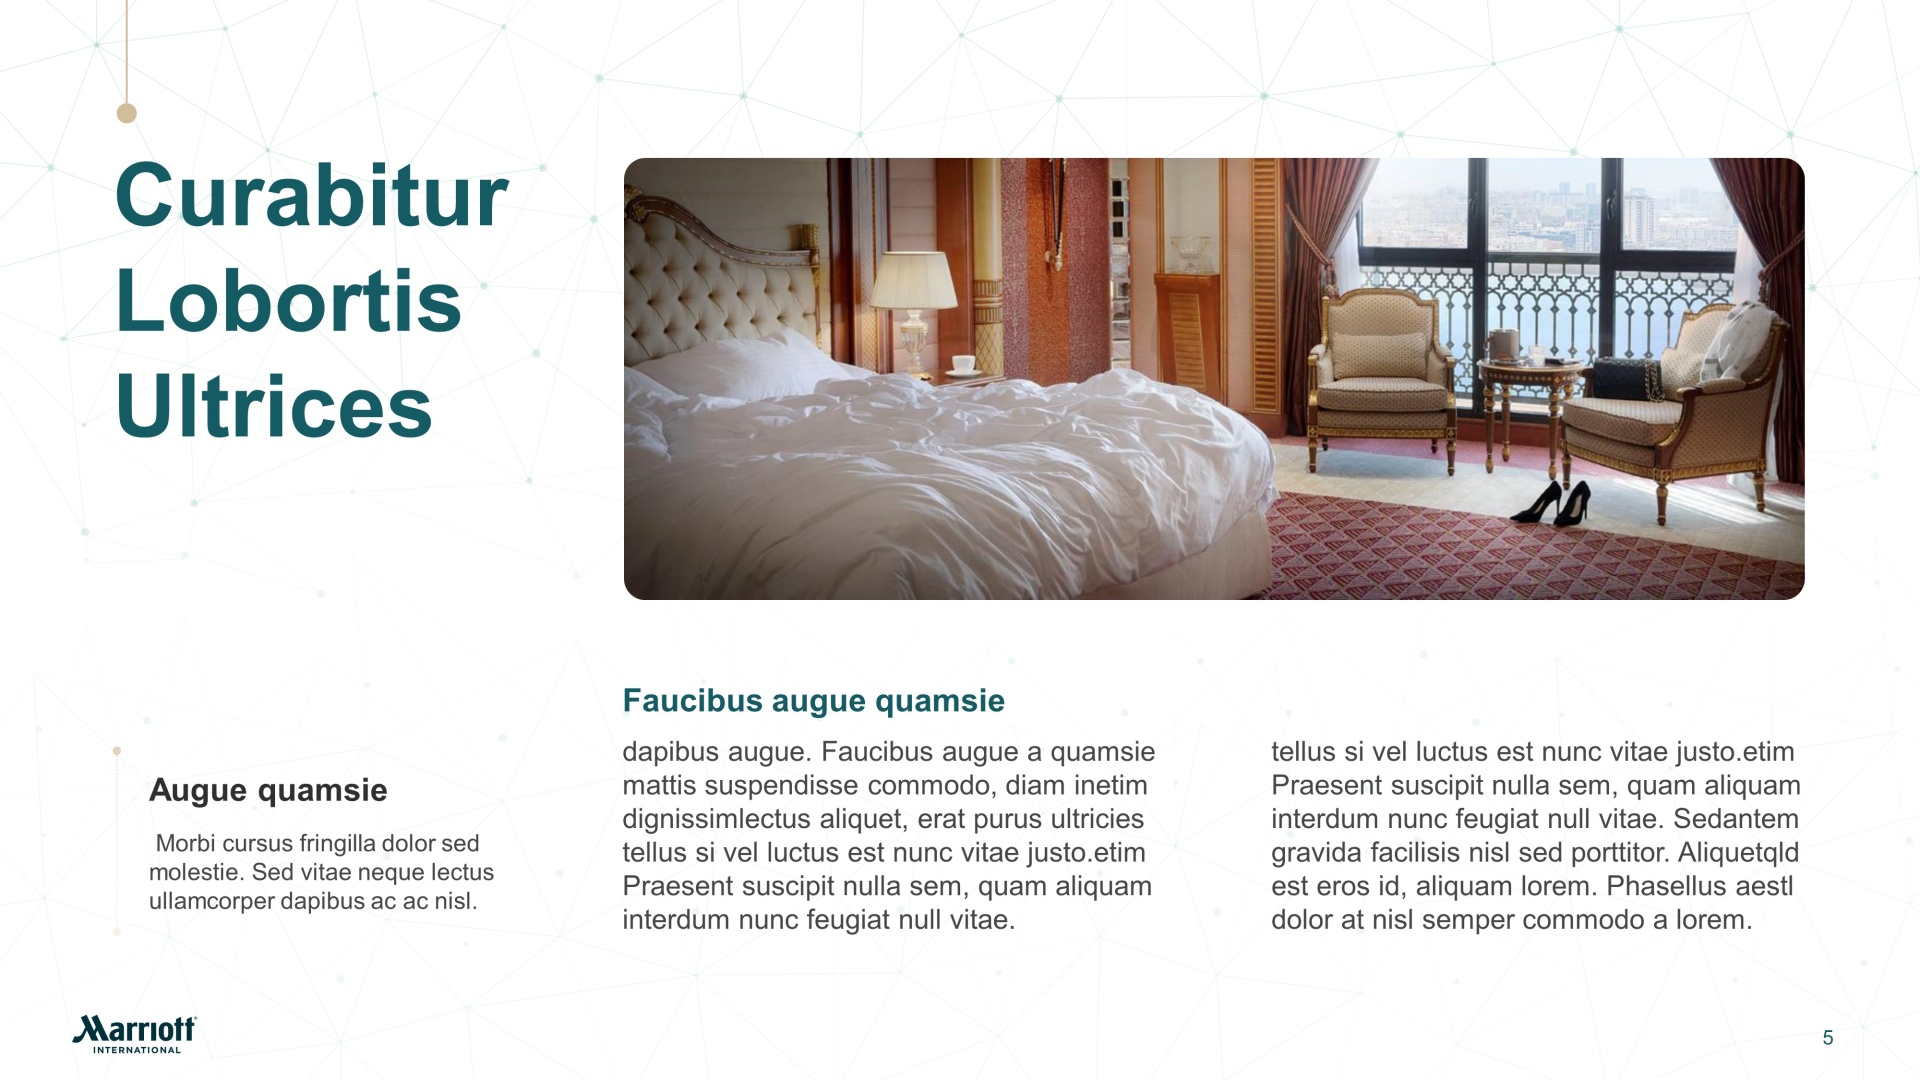 Curabitur
Lobortis
Ultrices
Augue quamsie
Morbi cursus fringilla dolor sed
molestie. Sed vitae neque lectus
ullamcorper dapibus ac ac nisl.
Faucibus augue quamsie
dapibus augue. Faucibus augue a quamsie
mattis suspendisse commodo, diam inetim
dignissimlectus aliquet, erat purus ultricies
tellus si vel luctus est nunc vitae justo.etim
Praesent suscipit nulla sem, quam aliquam
interdum nunc feugiat null vitae.
tellus si vel luctus est nunc vitae justo.etim
Praesent suscipit nulla sem, quam aliquam
interdum nunc feugiat null vitae. Sedantem
gravida facilisis nisl sed porttitor. Aliquetqld
est eros id, aliquam lorem. Phasellus aestl
dolor at nisl semper commodo a lorem.
Marriott
INTERNATIONAL
5